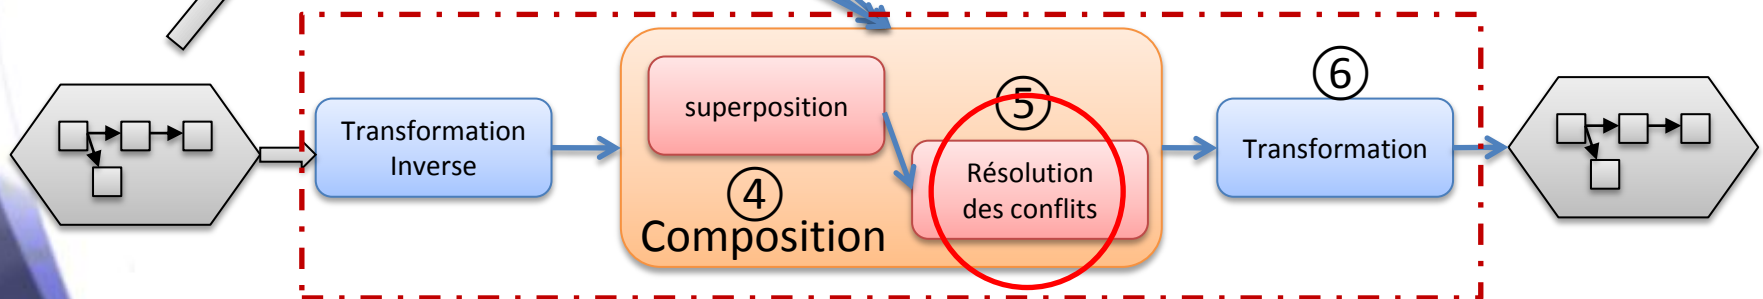 ⑥
⑤
superposition
Transformation
Inverse
Transformation
Résolution
des conflits
④
Composition